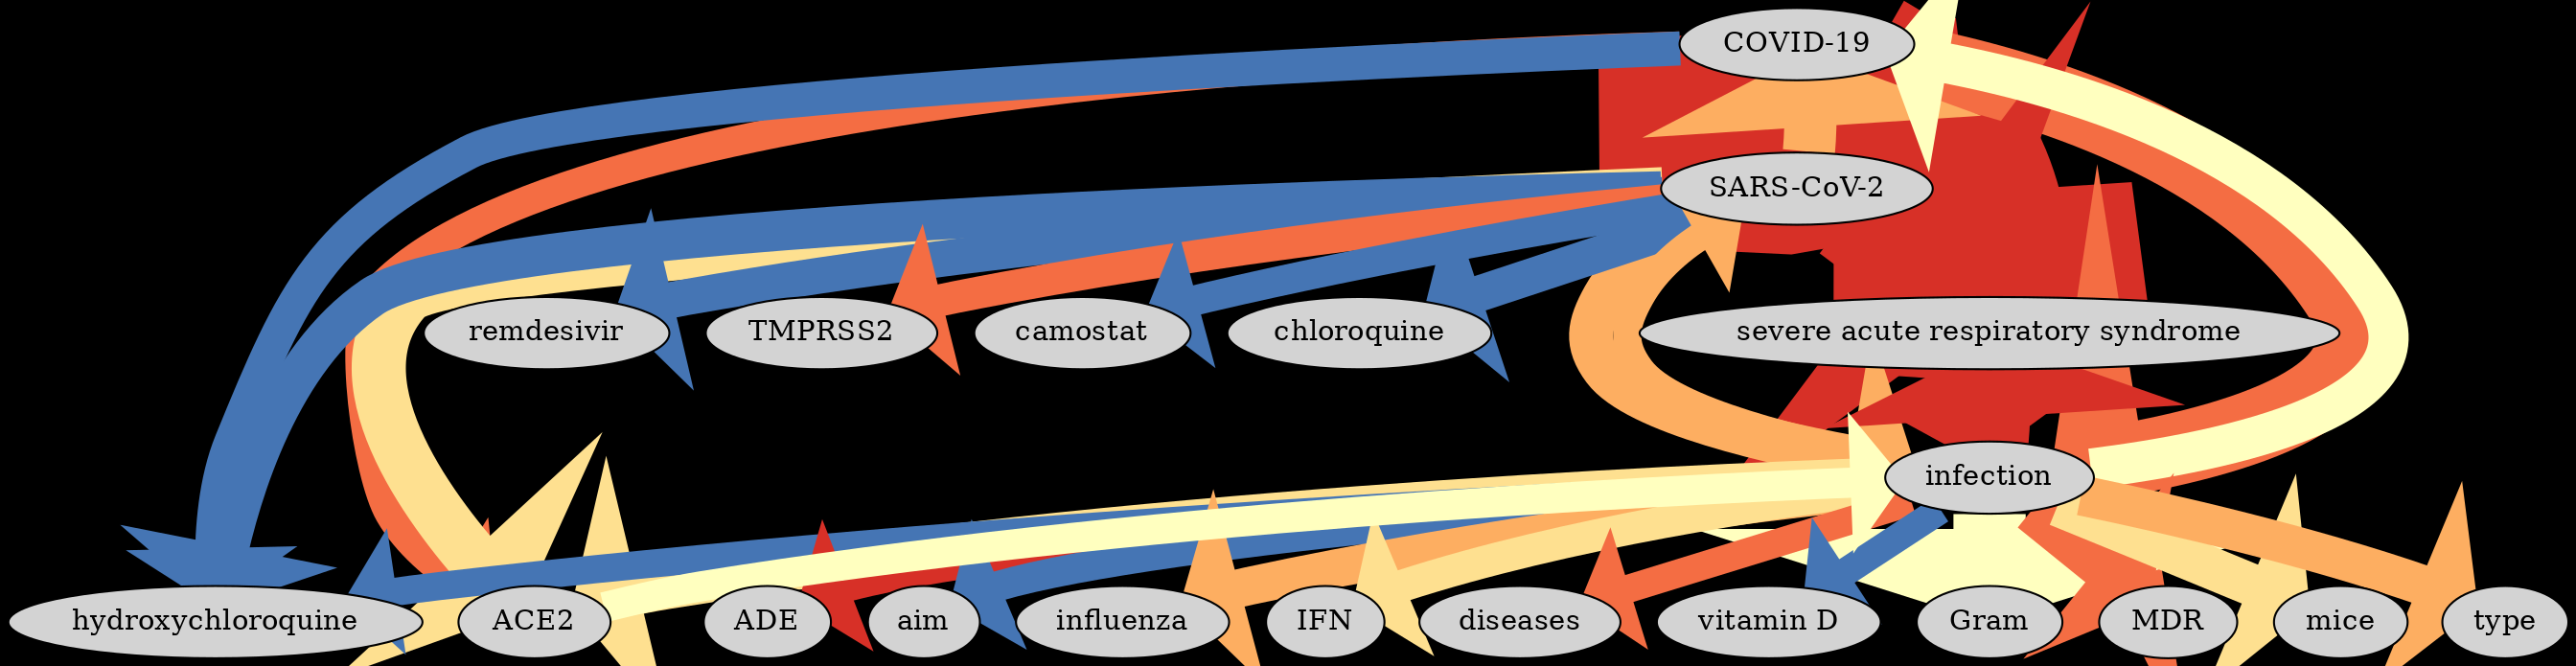 COVID-19
SARS-CoV-2
remdesivir
TMPRSS2
camostat
chloroquine
severe acute respiratory syndrome
infection
hydroxychloroquine
ACE2
ADE
aim
influenza
IFN
diseases
vitamin D
Gram
MDR
mice
type